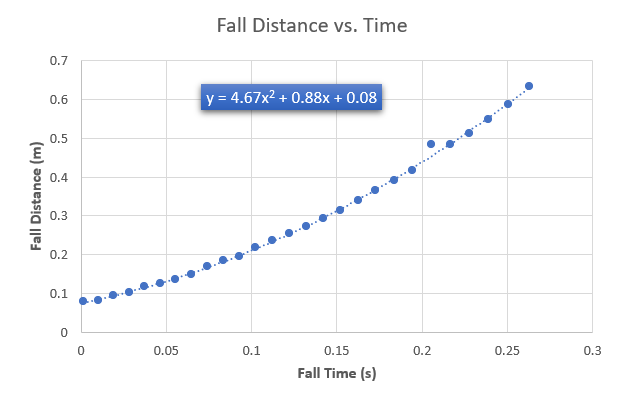 Fall Distance vs. Time
0.7
y = 4.67x² + 0.88x + 0.08
0.6
0.5
0.4
0.3
0.2
0.1
0
Fall Distance (m)
0 0.05 0.1 0.15 0.2 0.25 0.3
Fall Time (s)